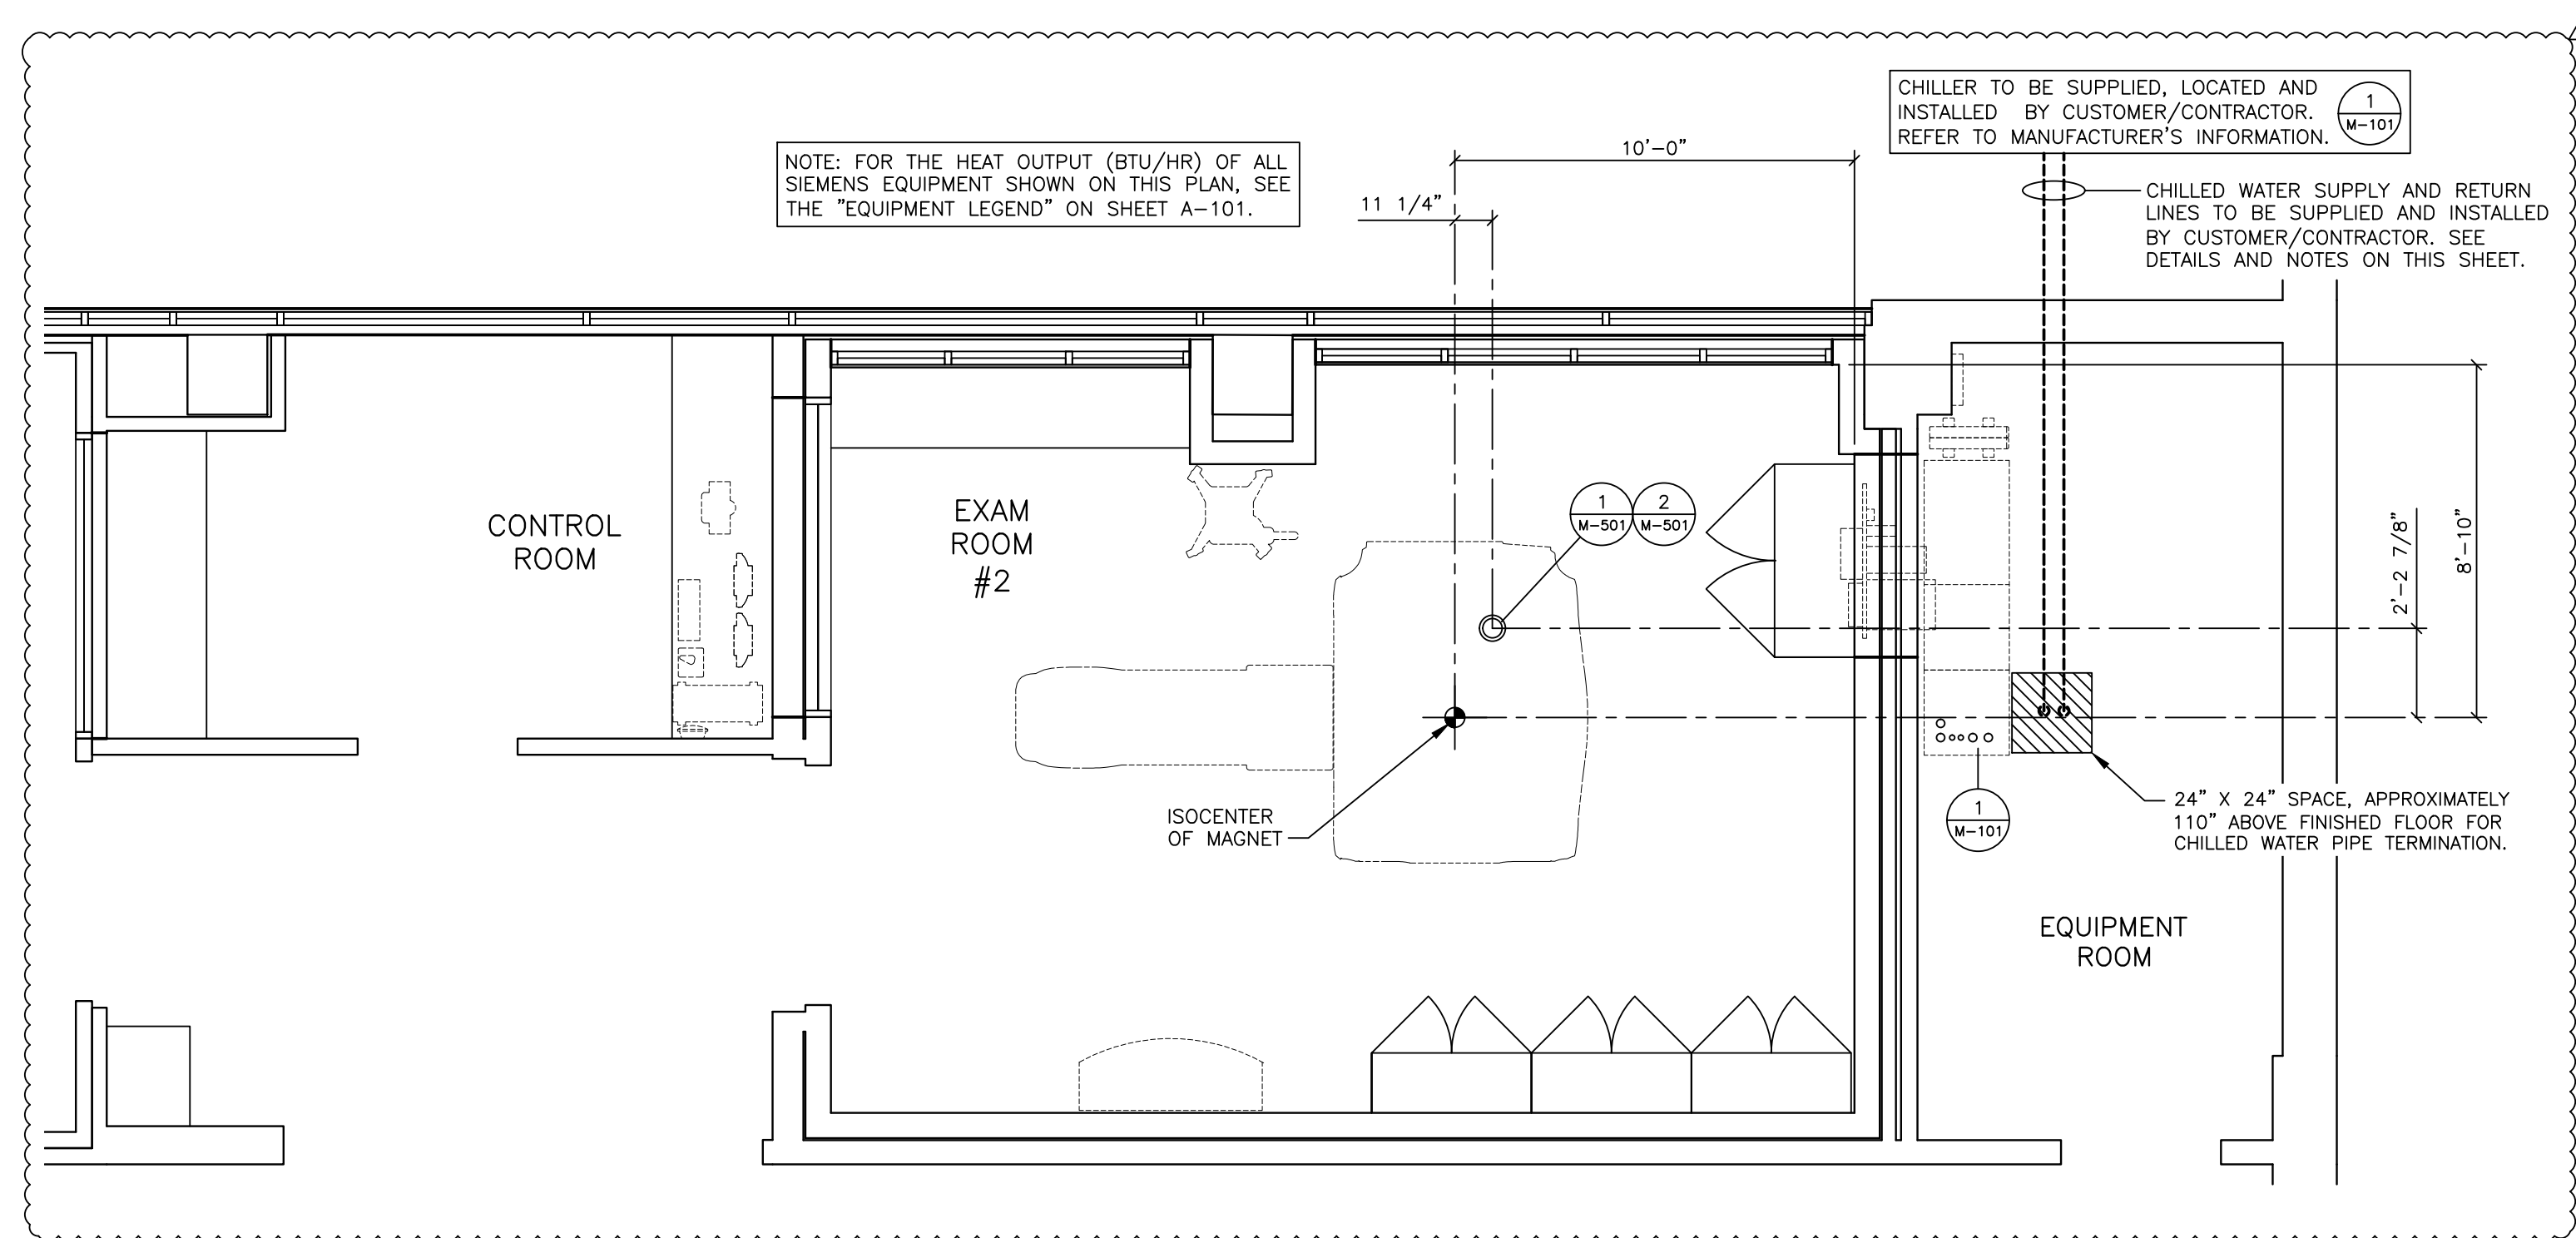 CHILLER TO BE SUPPLIED, LOCATED AND
INSTALLED BY CUSTOMER/CONTRACTOR.
REFER TO MANUFACTURER'S INFORMATION.
1
M-101
NOTE: FOR THE HEAT OUTPUT (BTU/HR) OF ALL
SIEMENS EQUIPMENT SHOWN ON THIS PLAN, SEE
THE "EQUIPMENT LEGEND" ON SHEET A-101.
10'-0"
11 1/4"
CHILLED WATER SUPPLY AND RETURN
LINES TO BE SUPPLIED AND INSTALLED
BY CUSTOMER/CONTRACTOR. SEE
DETAILS AND NOTES ON THIS SHEET.
CONTROL
ROOM
EXAM
ROOM
#2
1
M-501
2
M-501
2'-2 7/8"
8'-10"
ISOCENTER
OF MAGNET
1
M-101
24" X 24" SPACE, APPROXIMATELY
110" ABOVE FINISHED FLOOR FOR
CHILLED WATER PIPE TERMINATION.
EQUIPMENT
ROOM